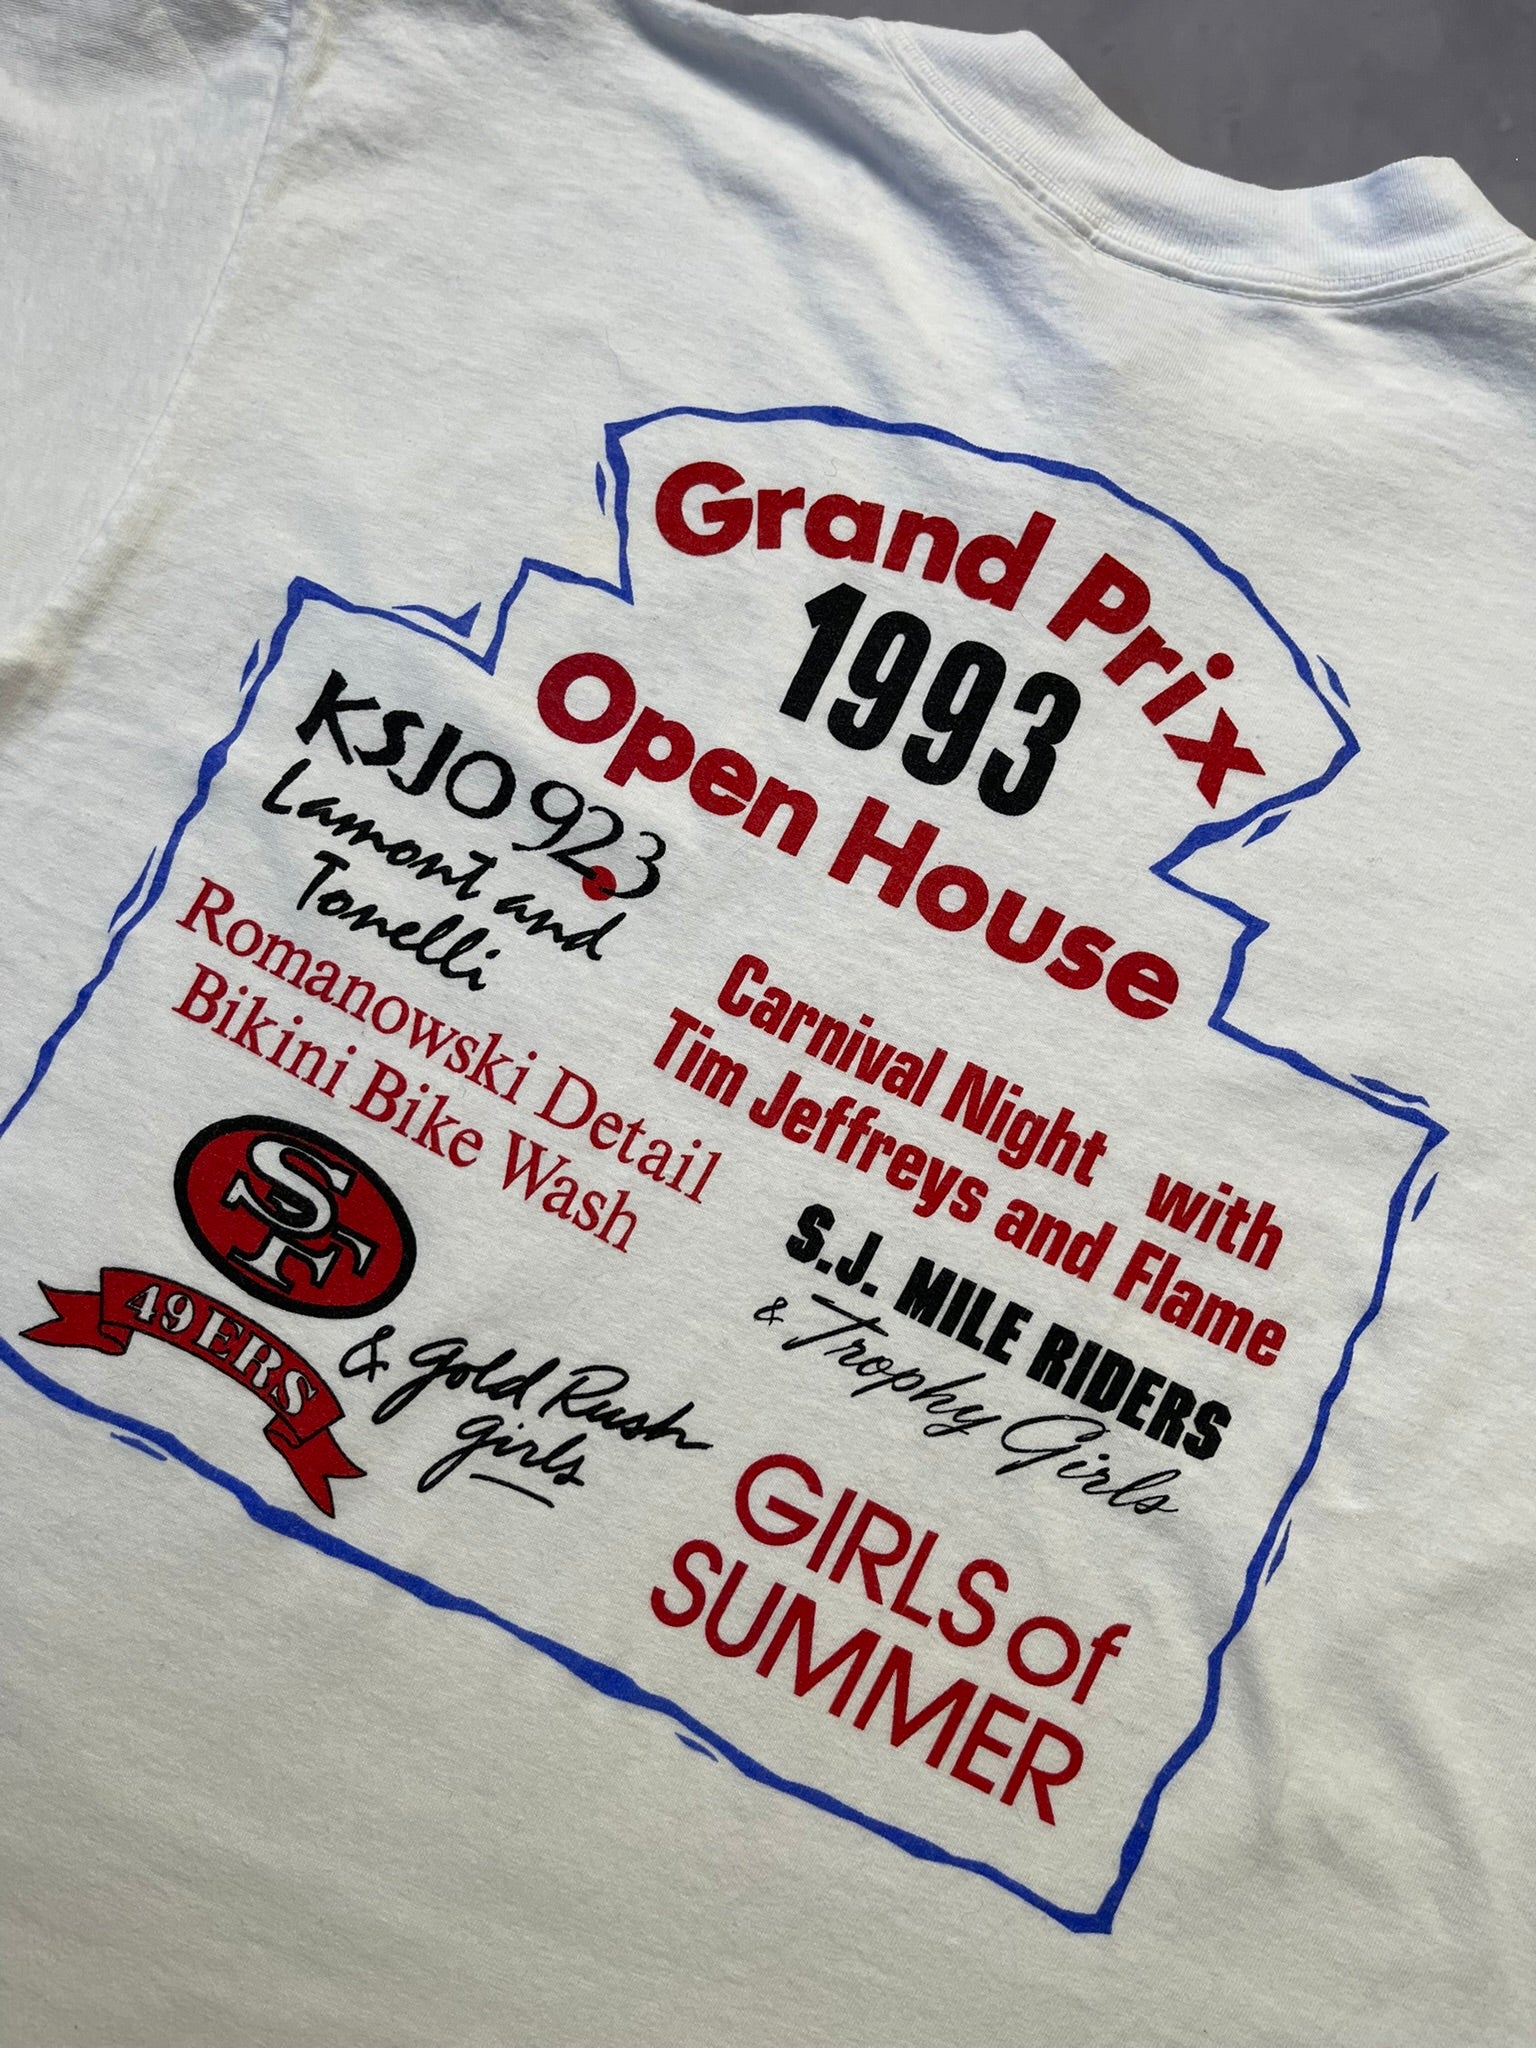 Grand Prix
1993
Open House
KSJO 92.3
Lamont and
Tonelli
Romanowski Detail
Bikini Bike Wash
SF
49ERS
& Gold Rush
girls
Carnival Night with
Tim Jeffreys and Flame
S.J. MILE RIDERS
& Trophy Girls
GIRLS of
SUMMER